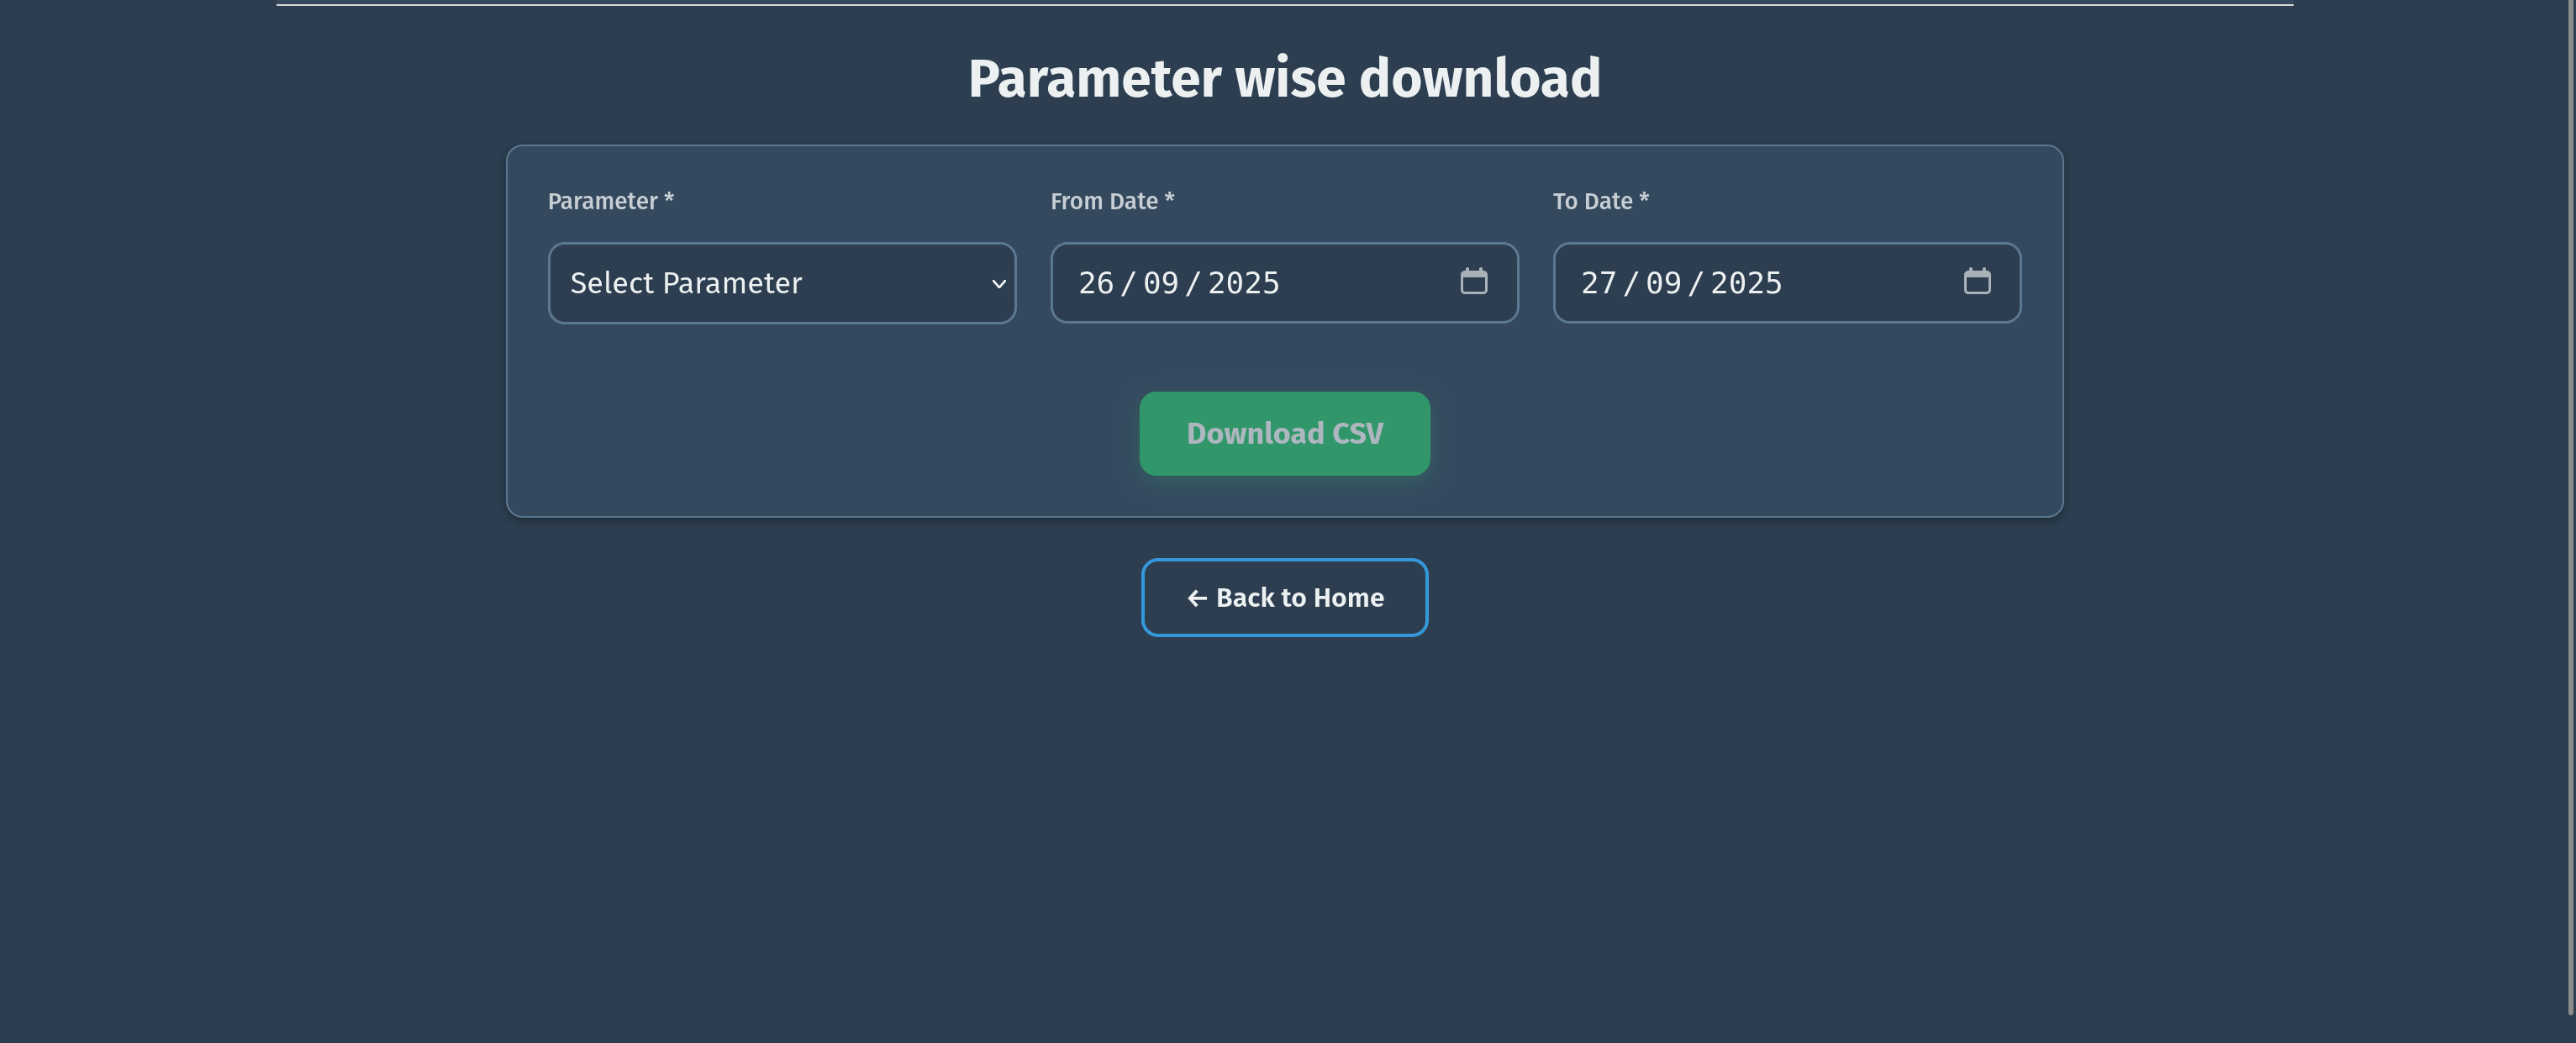 Parameter wise download
Parameter * From Date * To Date *
Select Parameter 26/09/2025 27/09/2025
Download CSV
← Back to Home